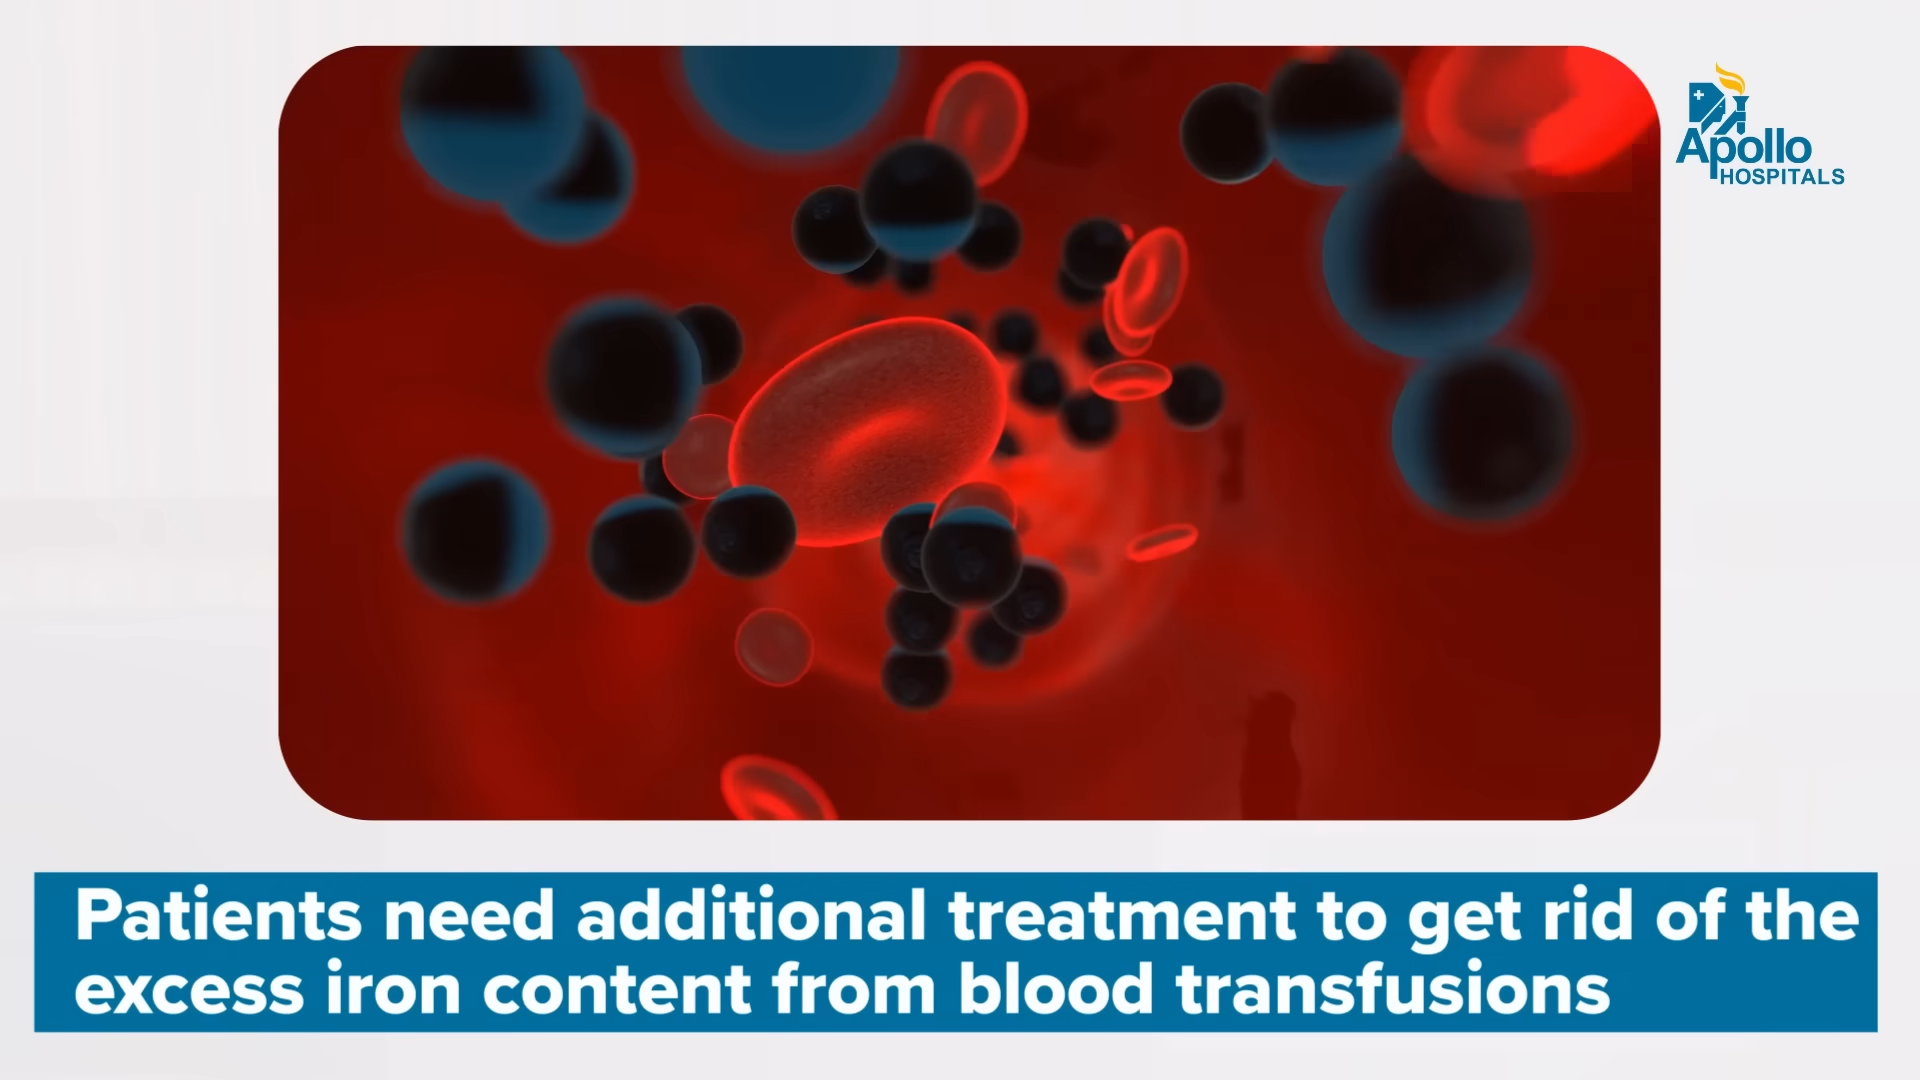 Apollo
HOSPITALS
Patients need additional treatment to get rid of the
excess iron content from blood transfusions